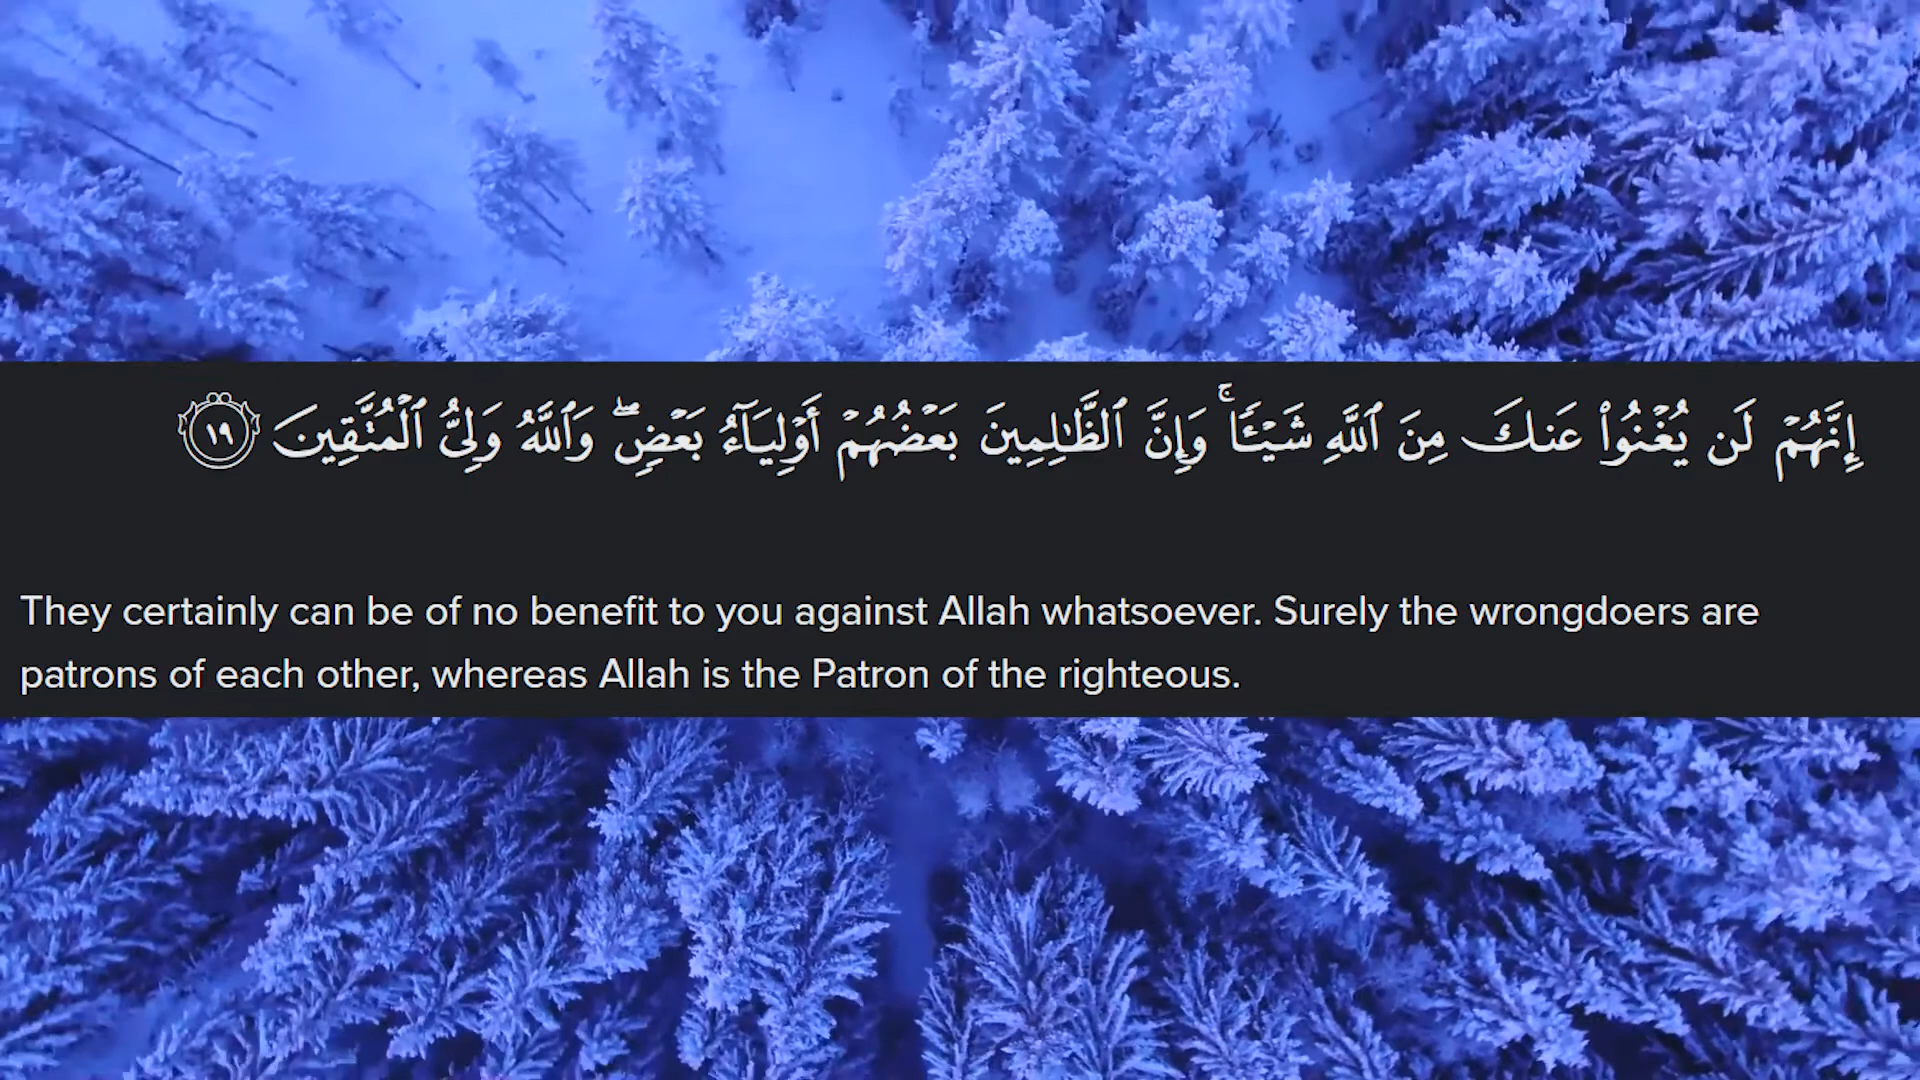 إِنَّهُمْ لَن يُغْنُوا۟ عَنكَ مِنَ ٱللَّهِ شَيْـًٔا ۚ وَإِنَّ ٱلظَّـٰلِمِينَ بَعْضُهُمْ أَوْلِيَآءُ بَعْضٍ ۖ وَٱللَّهُ وَلِىُّ ٱلْمُتَّقِينَ ١٩
They certainly can be of no benefit to you against Allah whatsoever. Surely the wrongdoers are
patrons of each other, whereas Allah is the Patron of the righteous.